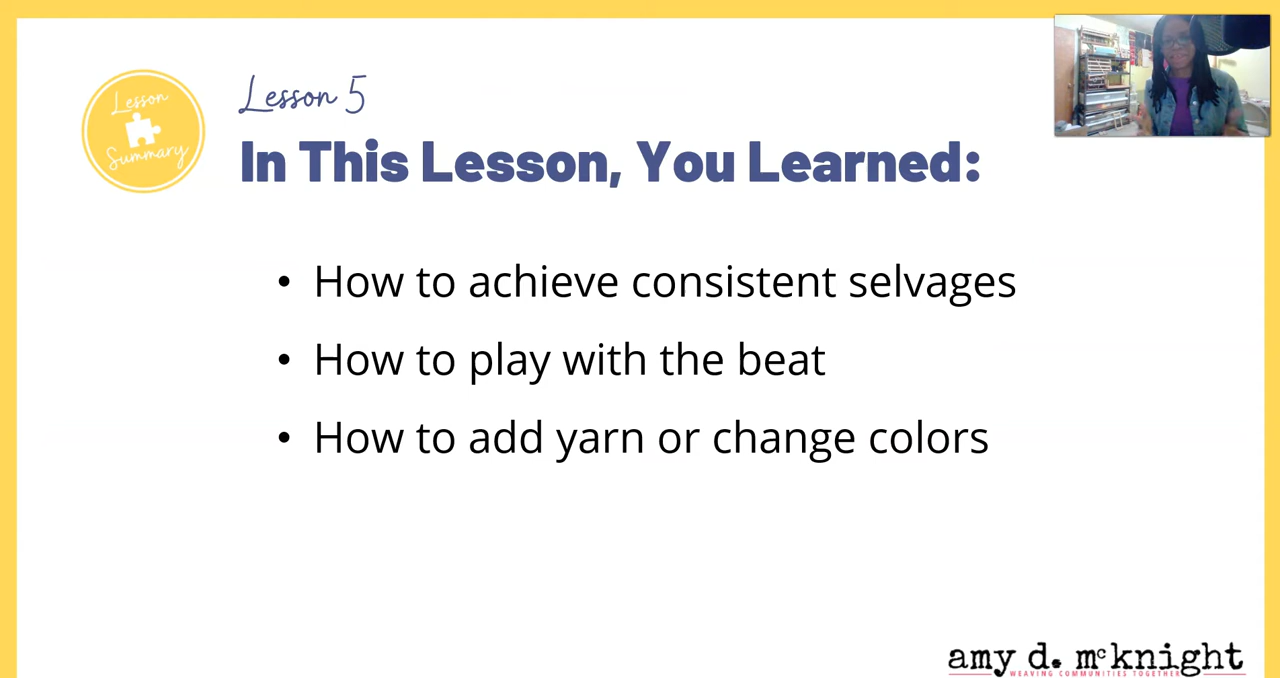 Lesson
Summary
Lesson 5
In This Lesson, You Learned:
• How to achieve consistent selvages
• How to play with the beat
• How to add yarn or change colors
amy d. mcknight
WEAVING COMMUNITIES TOGETHER